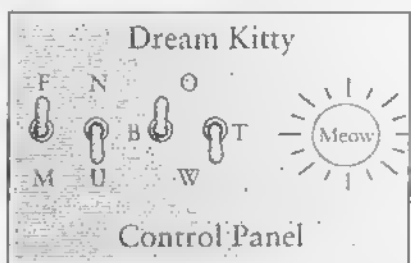 Dream Kitty
F N O
B T Meow
M U W
Control Panel